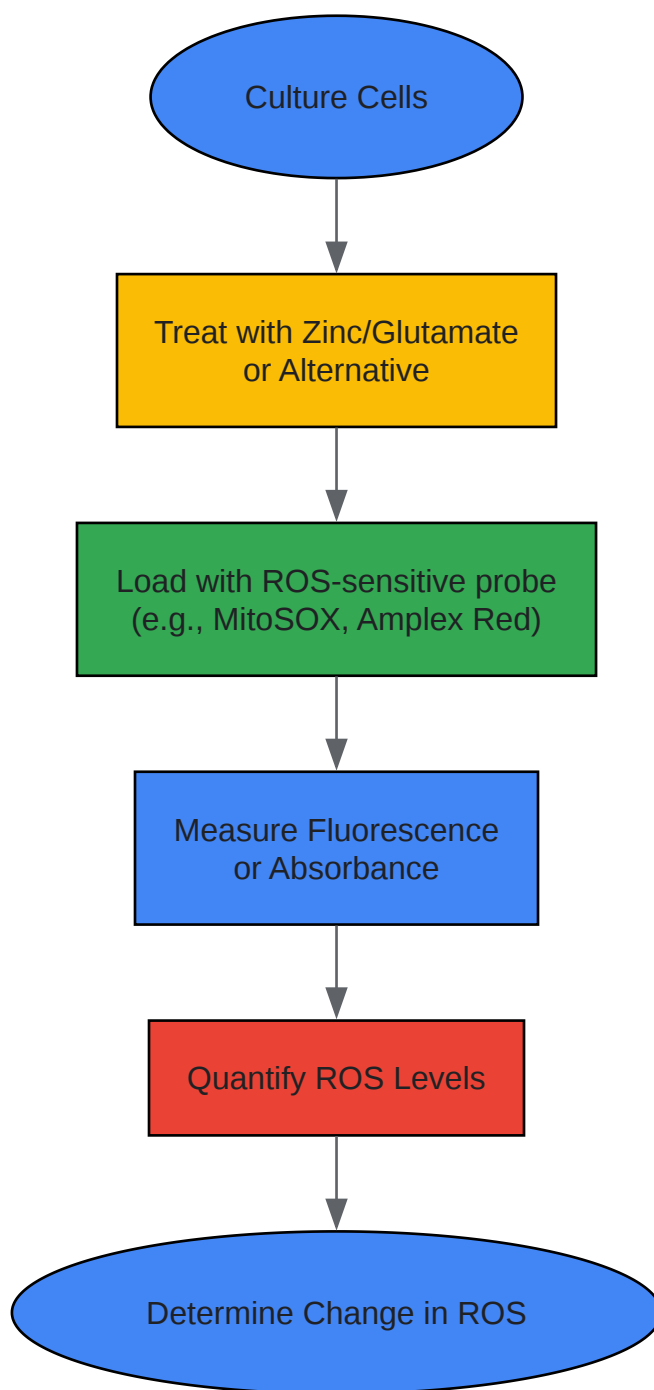 Culture Cells
Treat with Zinc/Glutamate
or Alternative
Load with ROS-sensitive probe
(e.g., MitoSOX, Amplex Red)
Measure Fluorescence
or Absorbance
Quantify ROS Levels
Determine Change in ROS